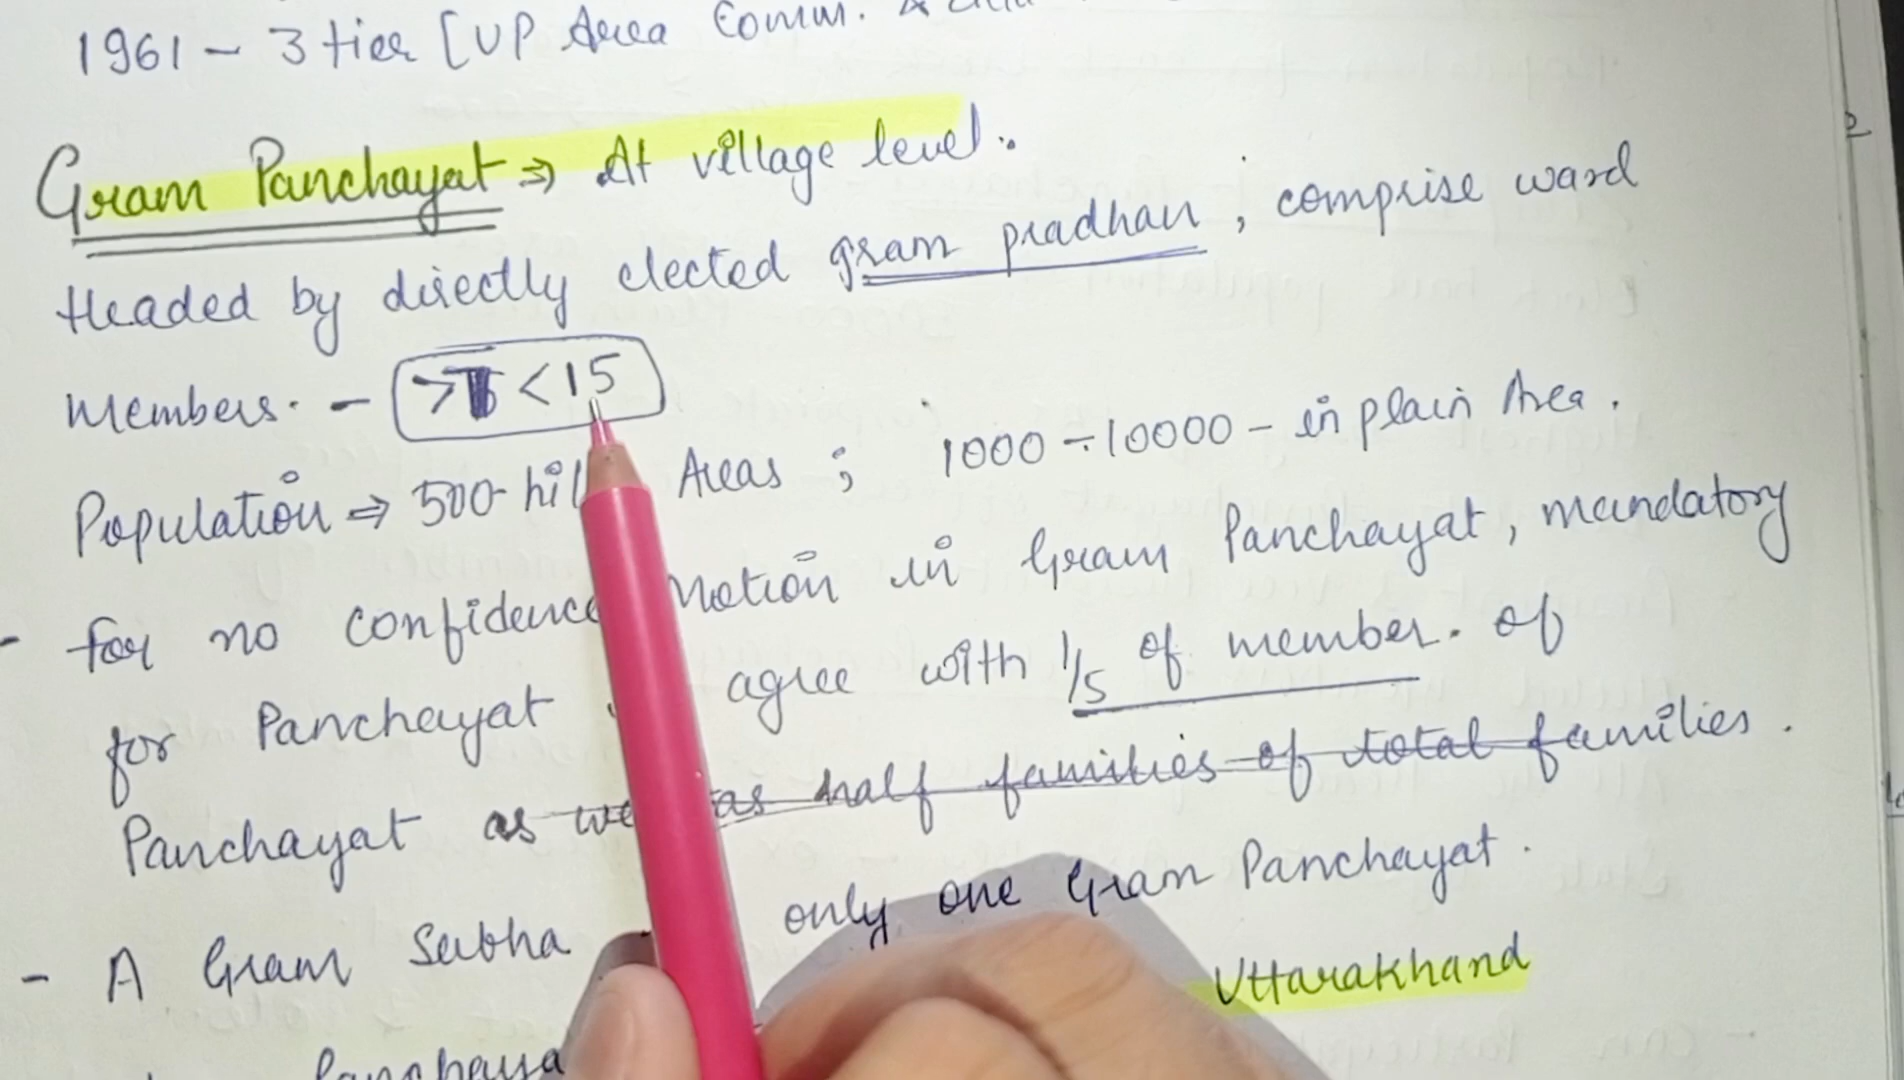 1961 - 3 tier [UP Area Comm.
Gram Panchayat ⇒ At village level.
Headed by directly elected gram pradhan, comprise ward
Members. - < 15
Population ⇒ 500- hil Areas ; 1000 - 10000 - in plain Area.
- for no confidence Motion in Gram Panchayat, mandatory
for Panchayat agree with 1/5 of member. of
Panchayat as we as half families of total families.
- A Gram Sabha only one Gram Panchayat.
Uttarakhand